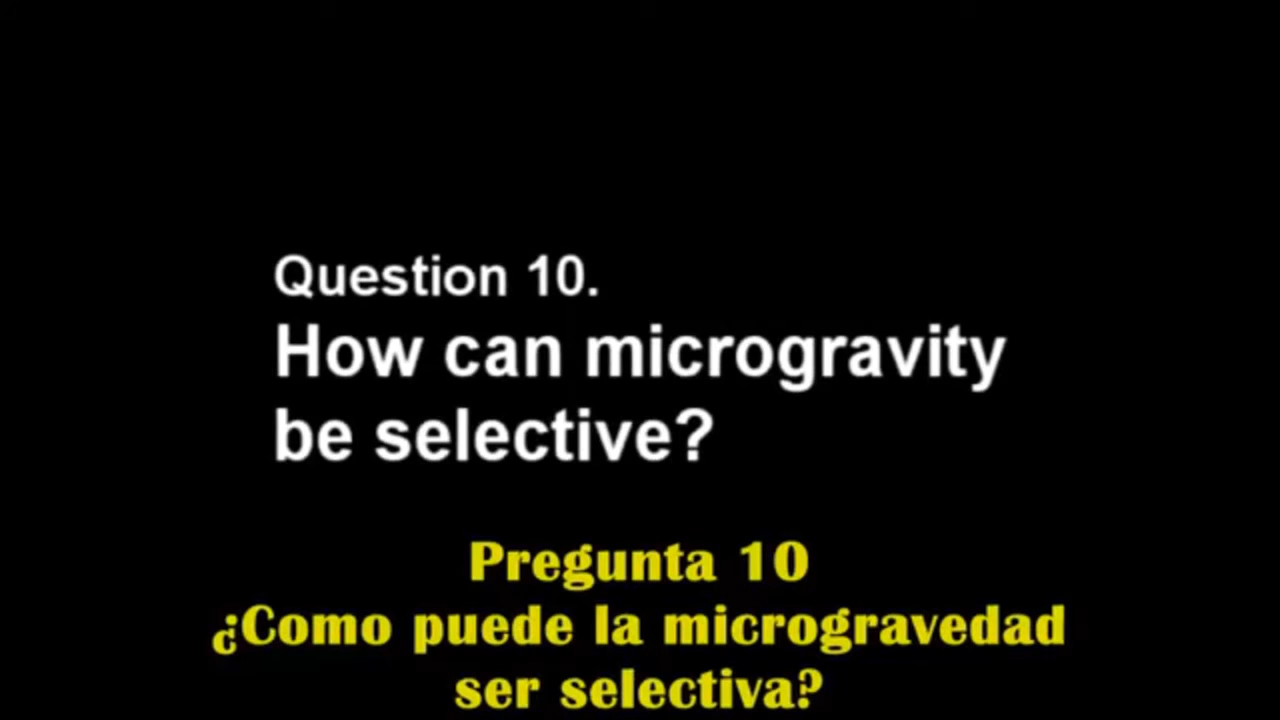 Question 10.
How can microgravity
be selective?
Pregunta 10
¿Como puede la microgravedad
ser selectiva?